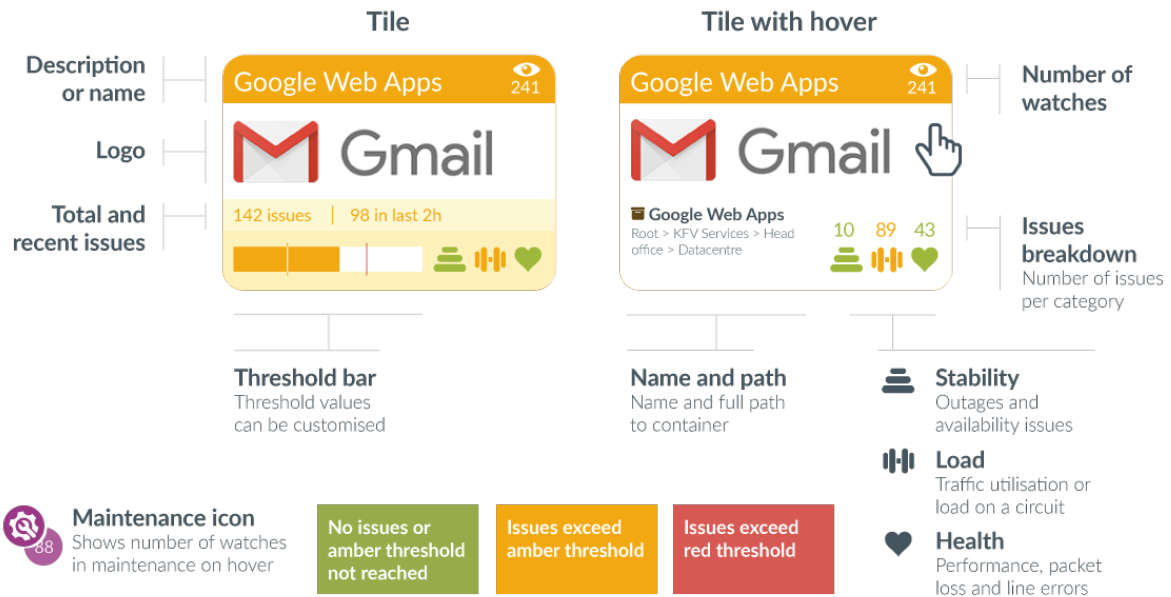 Tile
Tile with hover
Description
or name
Logo
Total and
recent issues
Google Web Apps
241
Gmail
142 issues | 98 in last 2h
Google Web Apps
241
Gmail
Google Web Apps
Root > KFV Services > Head
office > Datacentre
10 89 43
Number of
watches
Issues
breakdown
Number of issues
per category
Threshold bar
Threshold values
can be customised
Name and path
Name and full path
to container
Stability
Outages and
availability issues
Load
Traffic utilisation or
load on a circuit
Health
Performance, packet
loss and line errors
88
Maintenance icon
Shows number of watches
in maintenance on hover
No issues or
amber threshold
not reached
Issues exceed
amber threshold
Issues exceed
red threshold